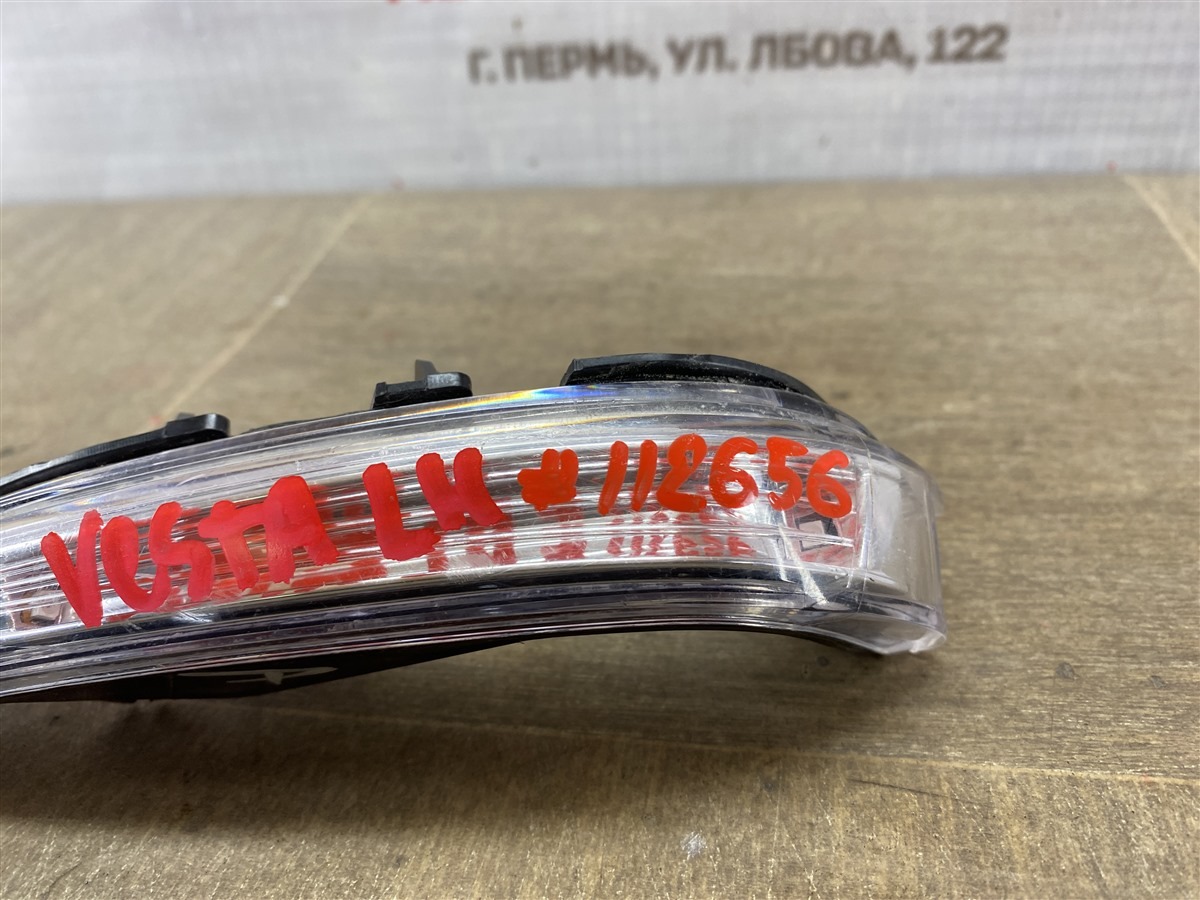 Г. ПЕРМЬ, УЛ. ЛБОВА, 122
VESTA LH #112656